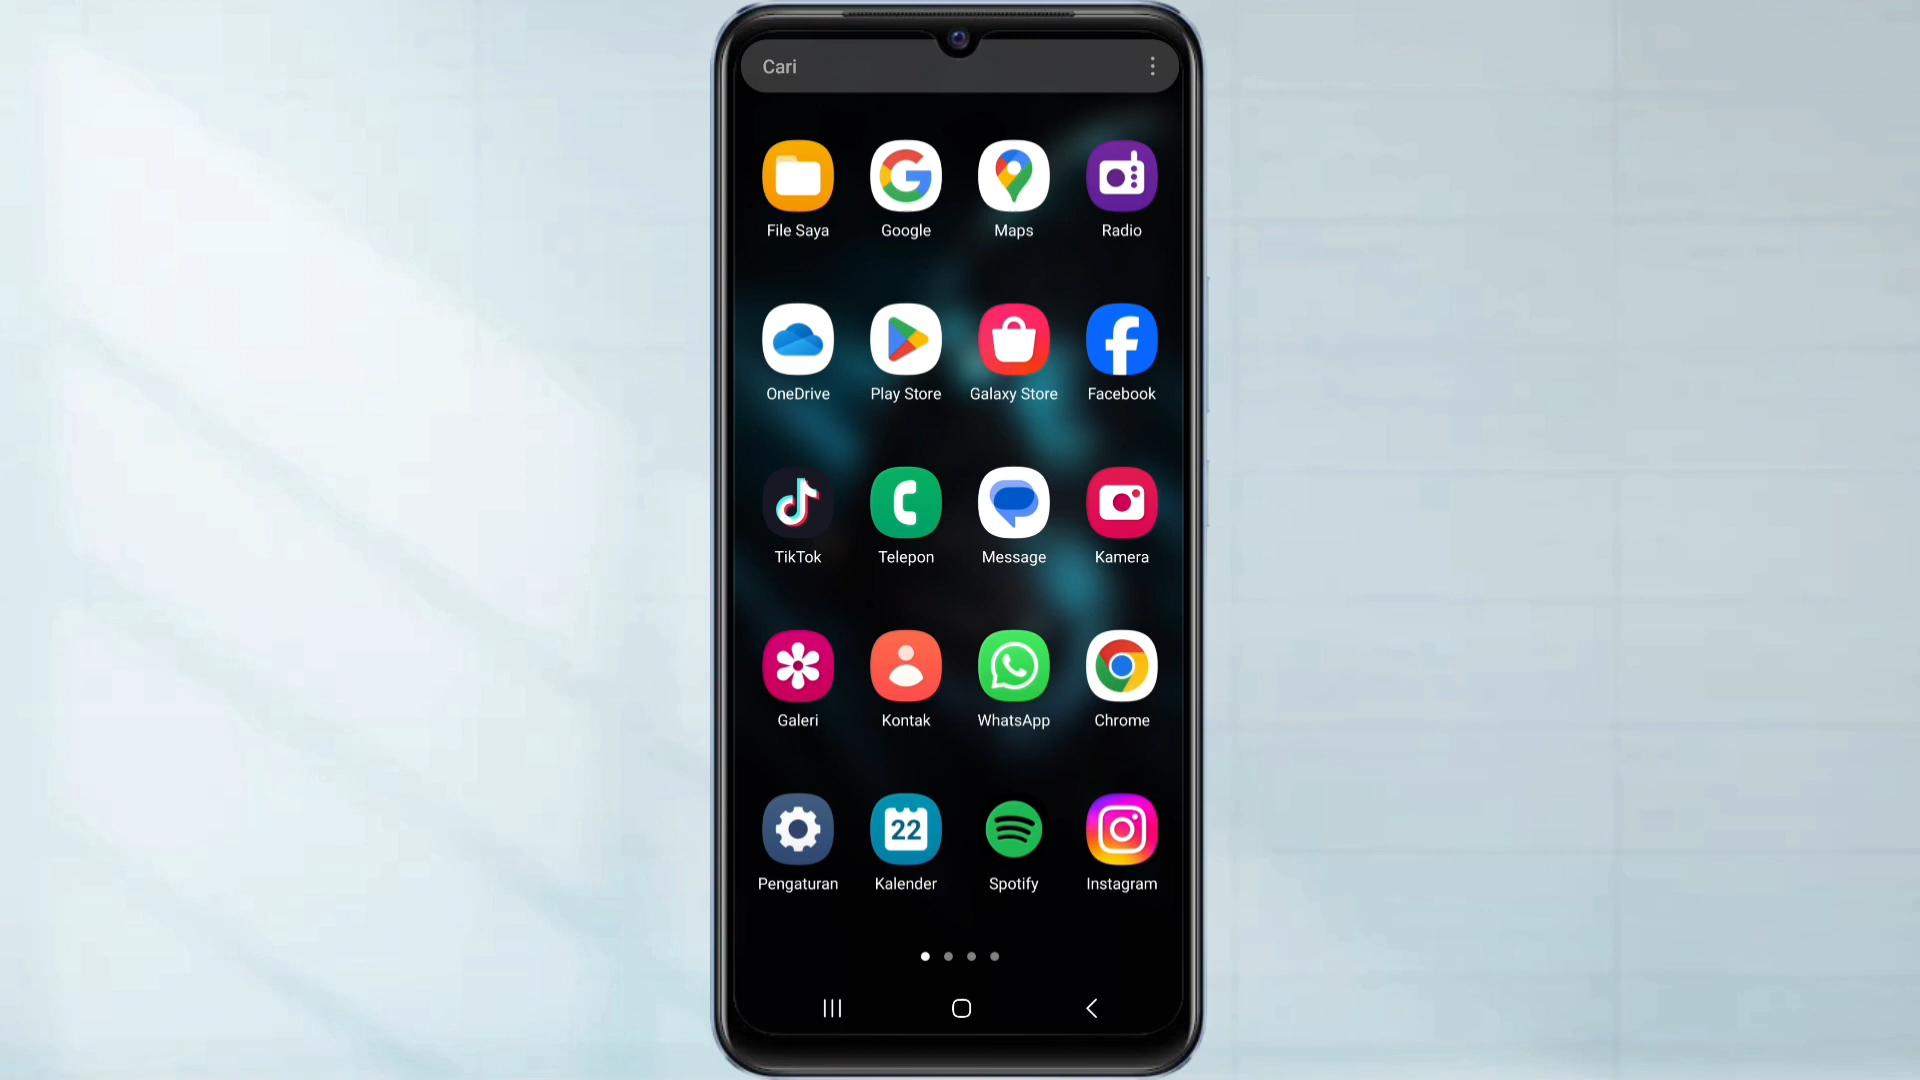 Cari
File Saya
Google
Maps
Radio
OneDrive
Play Store
Galaxy Store
Facebook
TikTok
Telepon
Message
Kamera
Galeri
Kontak
WhatsApp
Chrome
22
Pengaturan
Kalender
Spotify
Instagram